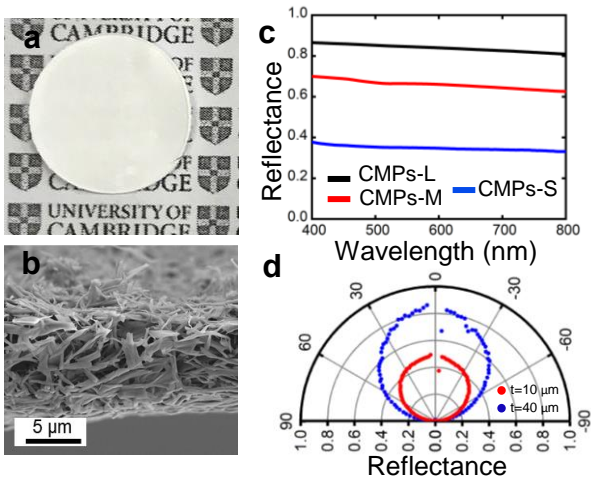 a
UNIVERSITY OF
CAMBRIDGE
UNIVERSITY OF
CAMBRIDGE
b
5 µm
c
Reflectance
1.0
0.8
0.6
0.4
0.2
0.0
CMPs-L
CMPs-M
CMPs-S
400 500 600 700 800
Wavelength (nm)
d
90 60 30 0 -30 -60 -90
t=10 µm
t=40 µm
1.0 0.8 0.6 0.4 0.2 0.0 0.2 0.4 0.6 0.8 1.0
Reflectance